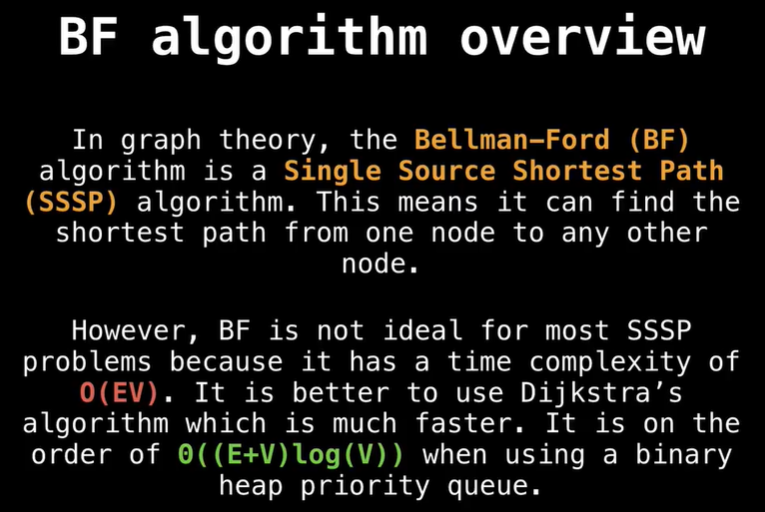 BF algorithm overview
In graph theory, the Bellman-Ford (BF)
algorithm is a Single Source Shortest Path
(SSSP) algorithm. This means it can find the
shortest path from one node to any other
node.
However, BF is not ideal for most SSSP
problems because it has a time complexity of
O(EV). It is better to use Dijkstra’s
algorithm which is much faster. It is on the
order of Θ((E+V)log(V)) when using a binary
heap priority queue.